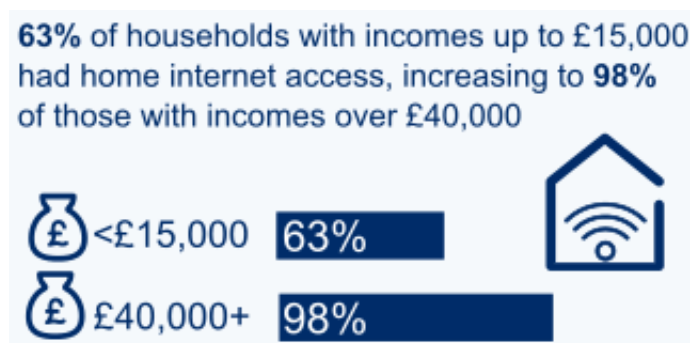 63% of households with incomes up to £15,000
had home internet access, increasing to 98%
of those with incomes over £40,000
£ <£15,000 63%
£ £40,000+ 98%